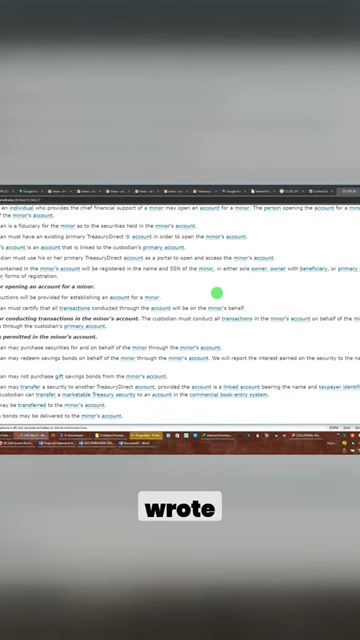 an individual who provides the chief financial support of a minor may open an account for a minor. The person opening the account for a mino
of the minor's account.
an is a fiduciary for the minor as to the securities held in the minor's account.
an must have an existing primary TreasuryDirect ® account in order to open the minor's account.
's account is an account that is linked to the custodian's primary account.
dian must use his or her primary TreasuryDirect account as a portal to open and access the minor's account.
contained in the minor's account will be registered in the name and SSN of the minor, in either sole owner, owner with beneficiary, or primary
er forms of registration.
or opening an account for a minor.
uctions will be provided for establishing an account for a minor.
an must certify that all transactions conducted through the account will be on the minor's behalf.
or conducting transactions in the minor's account. The custodian must conduct all transactions in the minor's account on behalf of the mi
s through the custodian's primary account.
s permitted in the minor's account.
an may purchase securities for and on behalf of the minor through the minor's account.
an may redeem savings bonds on behalf of the minor through the minor's account. We will report the interest earned on the security to the na
an may not purchase gift savings bonds from the minor's account.
an may transfer a security to another TreasuryDirect account, provided the account is a linked account bearing the name and taxpayer identifi
custodian may transfer a marketable Treasury security to an account in the commercial book-entry system.
may be transferred to the minor's account.
s bonds may be delivered to the minor's account.
wrote